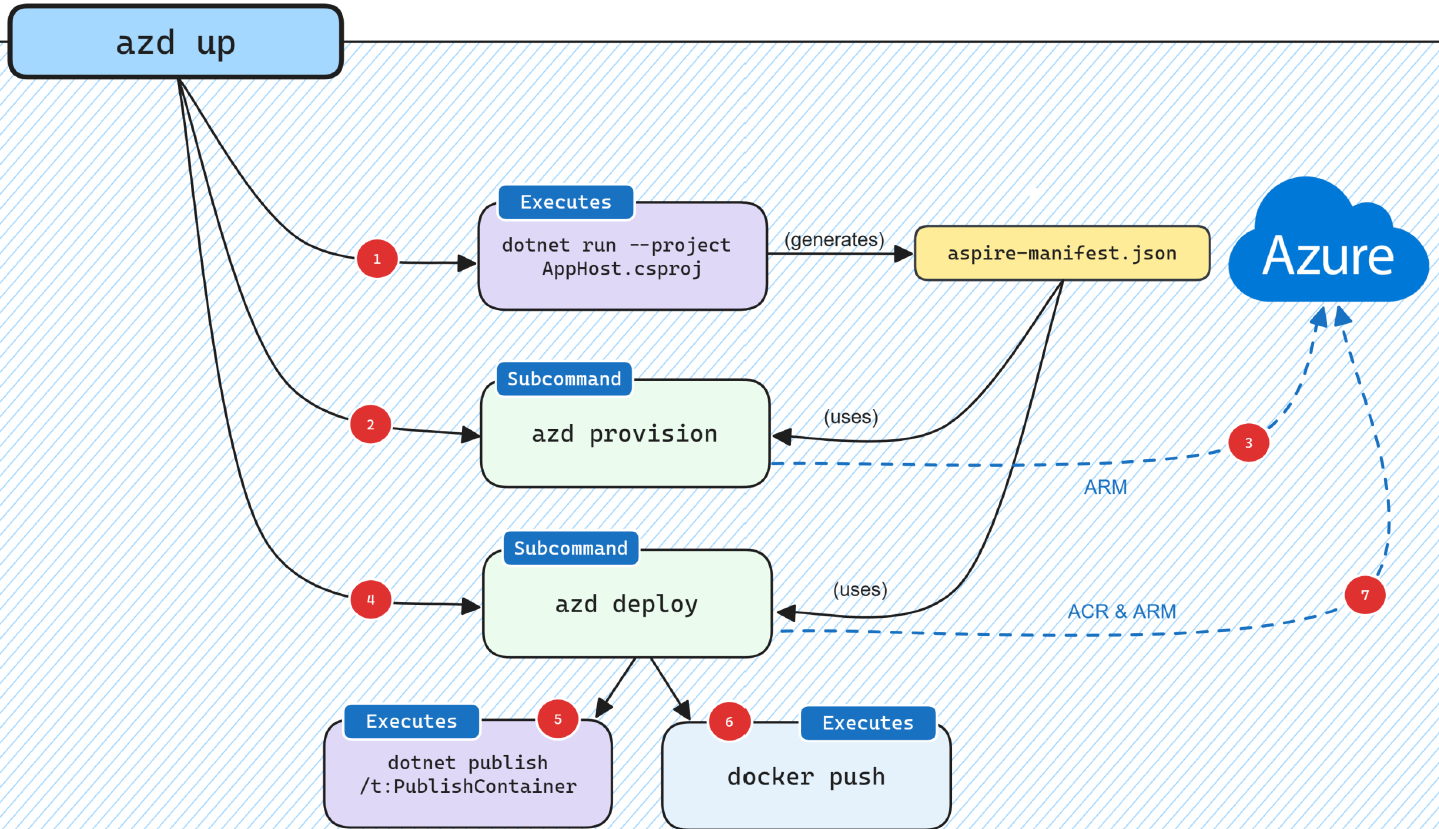 azd up
Executes
dotnet run --project
AppHost.csproj
(generates)
aspire-manifest.json
Azure
1
Subcommand
azd provision
(uses)
2
3
ARM
Subcommand
azd deploy
(uses)
4
ACR & ARM
7
Executes
5
dotnet publish
/t:PublishContainer
6
Executes
docker push